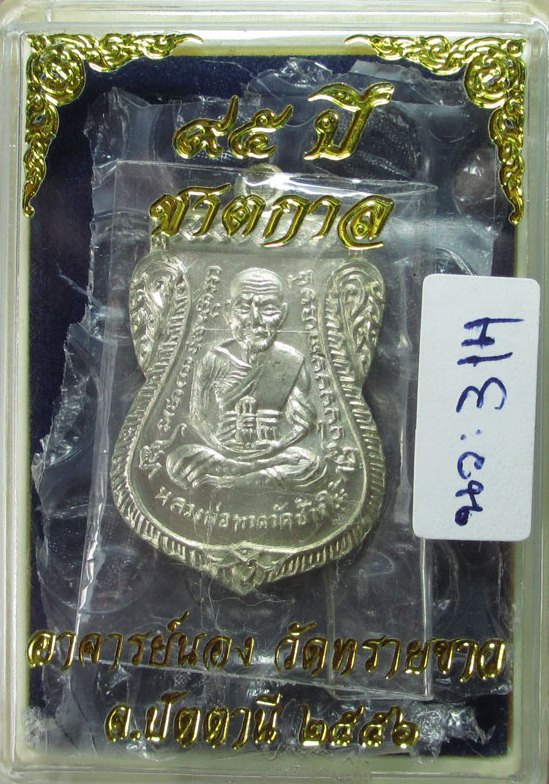 ๙๕ ปี
ชาตกาล
หลวงพ่อทวดวัดช้างให้
อาจารย์นอง วัดทรายขาว
จ.ปัตตานี ๒๕๕๖